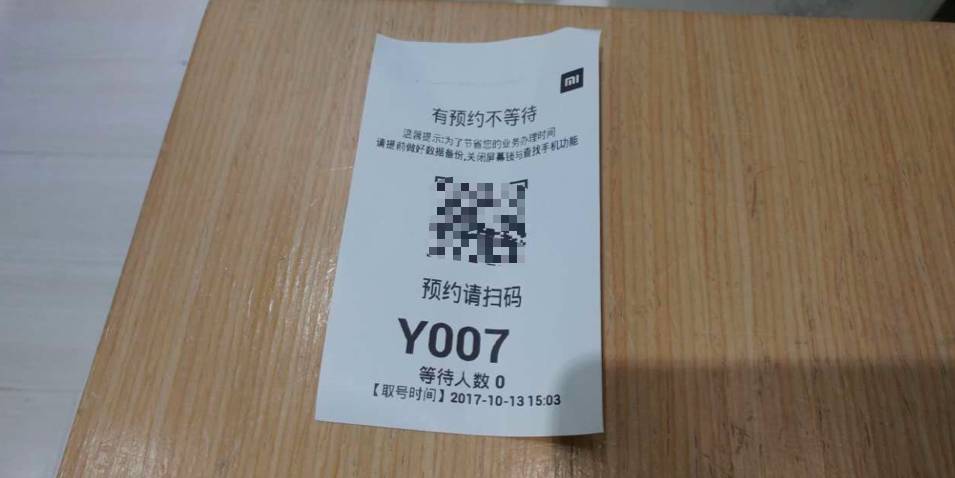 mi
有预约不等待
温馨提示:为了节省您的业务办理时间
请提前做好数据备份,关闭屏幕锁与查找手机功能
预约请扫码
Y007
等待人数 0
【取号时间】2017-10-13 15:03